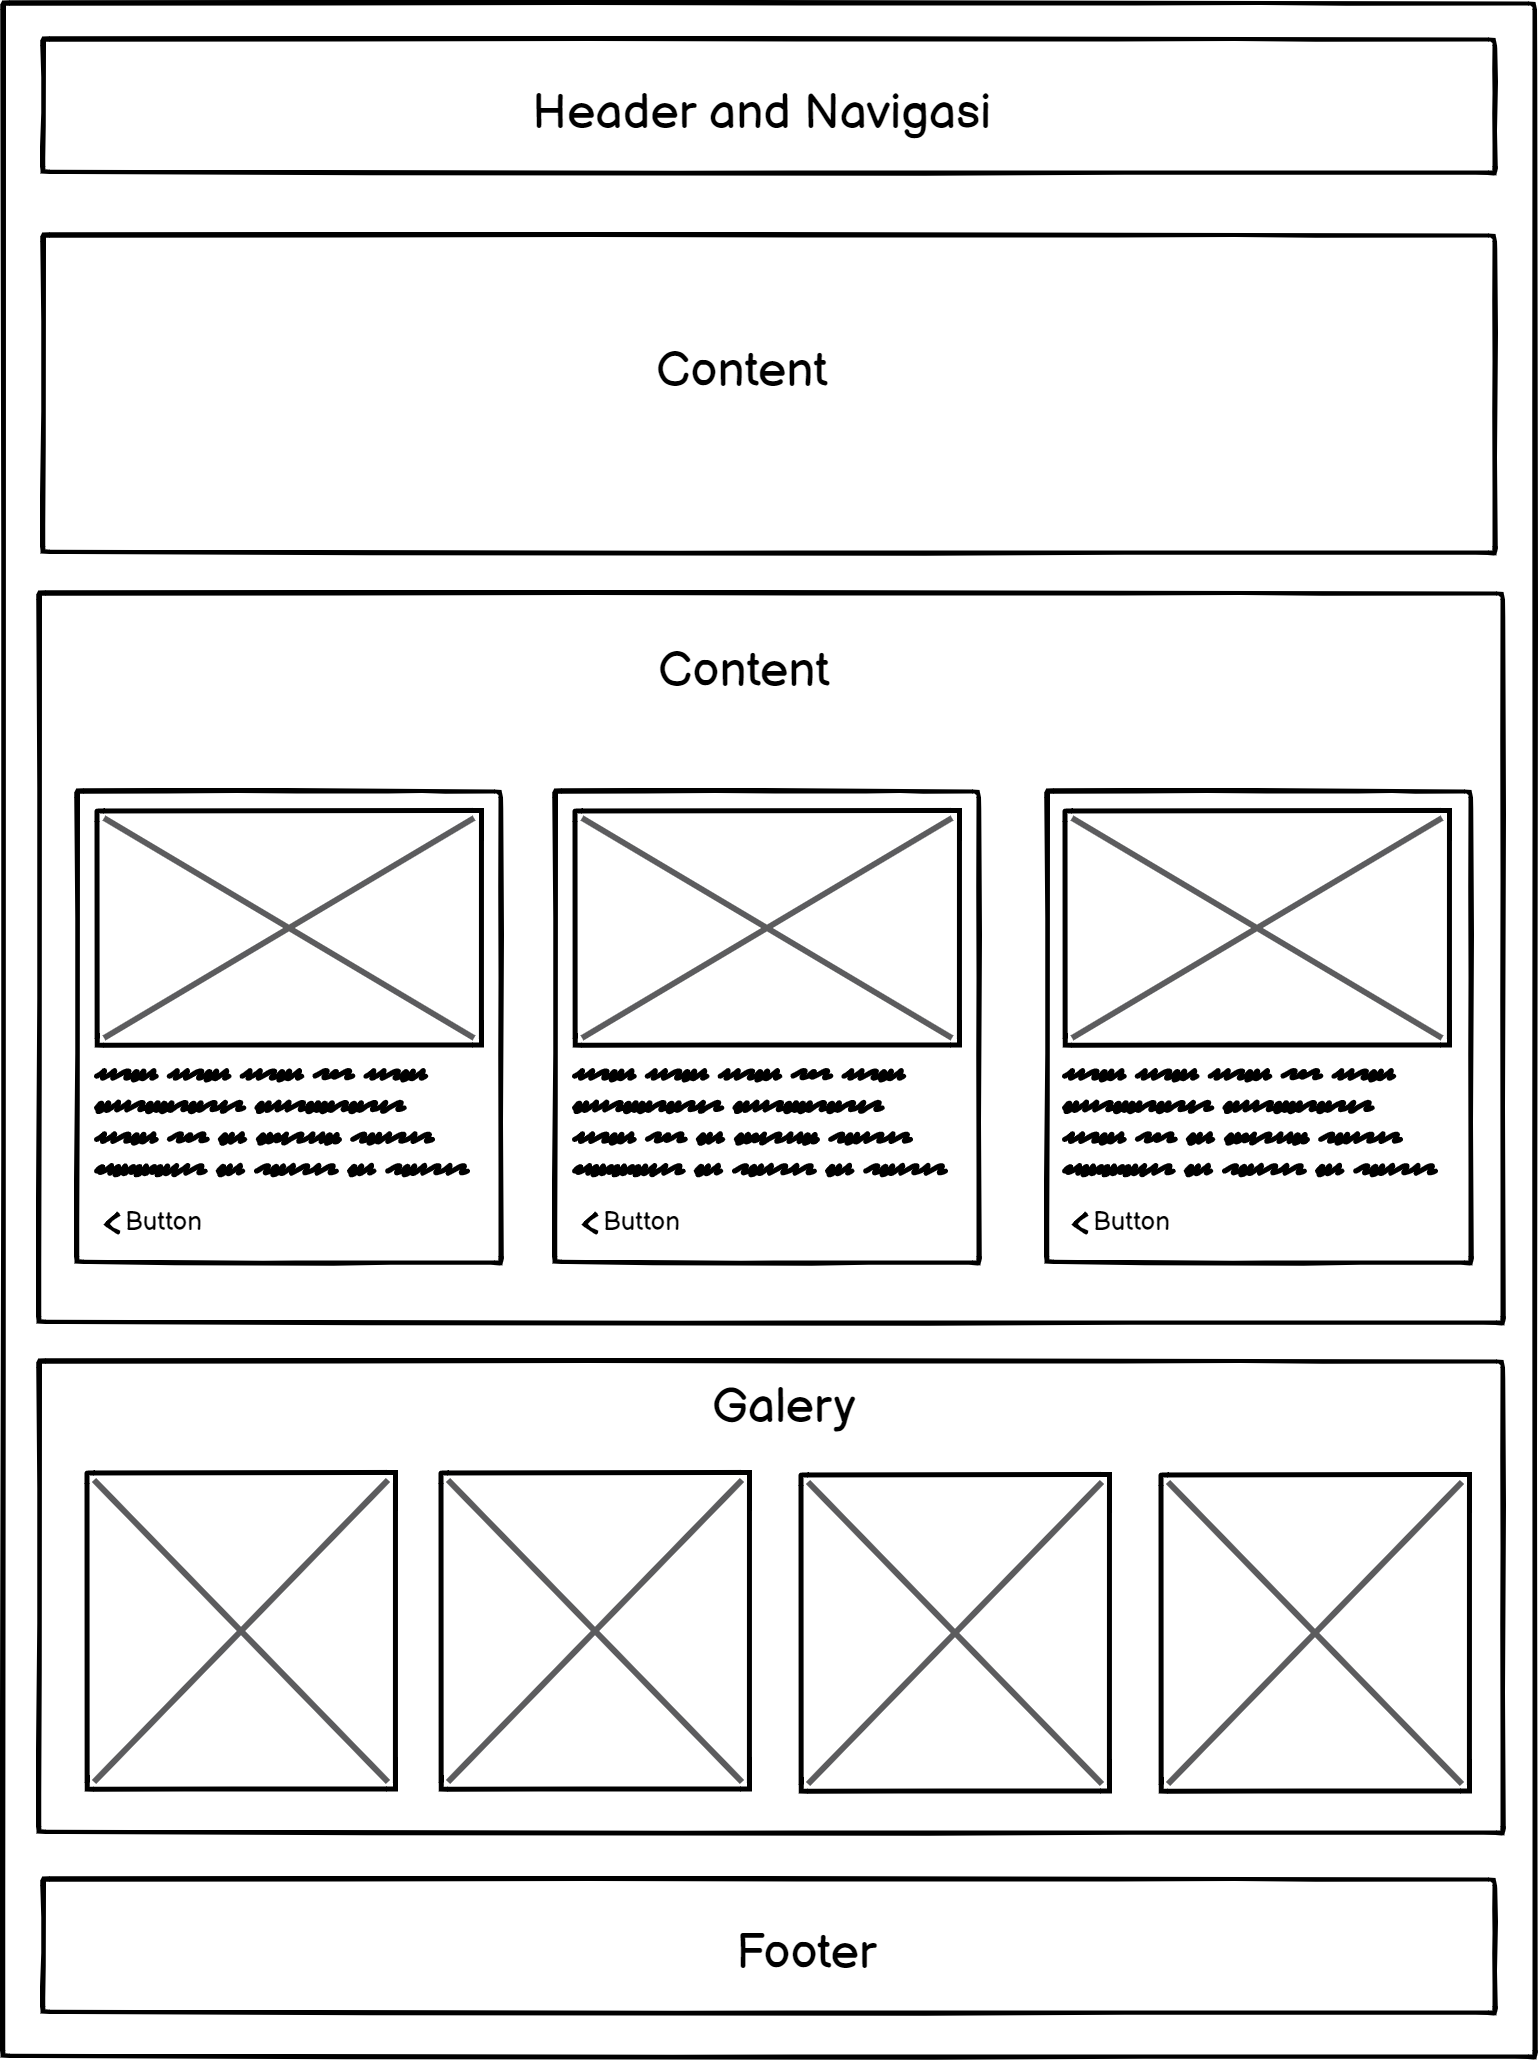 Header and Navigasi
Content
Content
Button
Button
Button
Galery
Footer